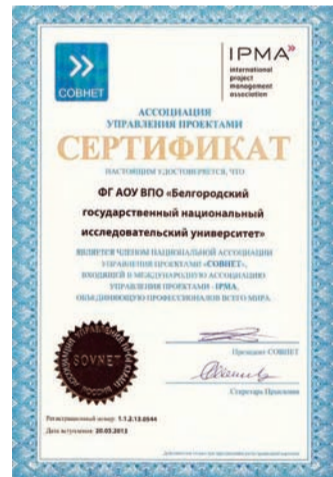 СОВНЕТ
IPMA
international
project
management
association
АССОЦИАЦИЯ
УПРАВЛЕНИЯ ПРОЕКТАМИ
СЕРТИФИКАТ
НАСТОЯЩИМ УДОСТОВЕРЯЕТСЯ, ЧТО
ФГ АОУ ВПО «Белгородский
государственный национальный
исследовательский университет»
ЯВЛЯЕТСЯ ЧЛЕНОМ НАЦИОНАЛЬНОЙ АССОЦИАЦИИ
УПРАВЛЕНИЯ ПРОЕКТАМИ «СОВНЕТ»,
ВХОДЯЩЕЙ В МЕЖДУНАРОДНУЮ АССОЦИАЦИЮ
УПРАВЛЕНИЯ ПРОЕКТАМИ - IPMA,
ОБЪЕДИНЯЮЩУЮ ПРОФЕССИОНАЛОВ ВСЕГО МИРА.
SOVNET
Президент СОВНЕТ
Секретарь Правления
Регистрационный номер: 1.1.2.13.0544
Дата вступления: 20.03.2013